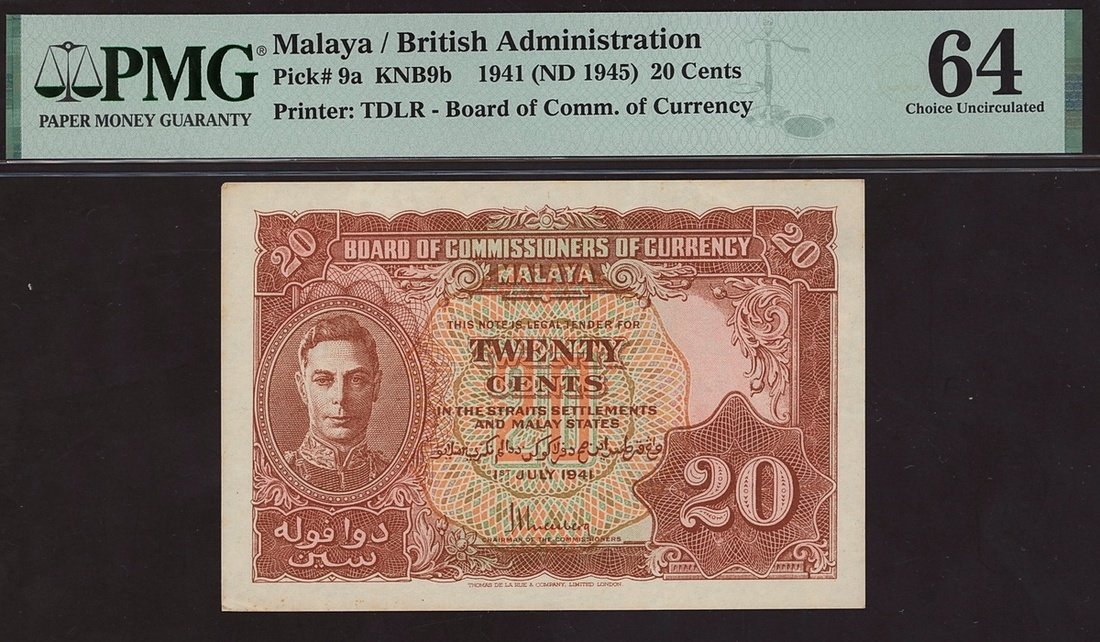 PMG®
PAPER MONEY GUARANTY
Malaya / British Administration
Pick# 9a KNB9b 1941 (ND 1945) 20 Cents
Printer: TDLR - Board of Comm. of Currency
64
Choice Uncirculated
20
20
BOARD OF COMMISSIONERS OF CURRENCY
MALAYA
THIS NOTE IS LEGAL TENDER FOR
TWENTY
CENTS
IN THE STRAITS SETTLEMENTS
AND MALAY STATES
20
1ST JULY 1941
CHAIRMAN OF THE COMMISSIONERS
دوا ڤوله
سين
20
THOMAS DE LA RUE & COMPANY, LIMITED LONDON